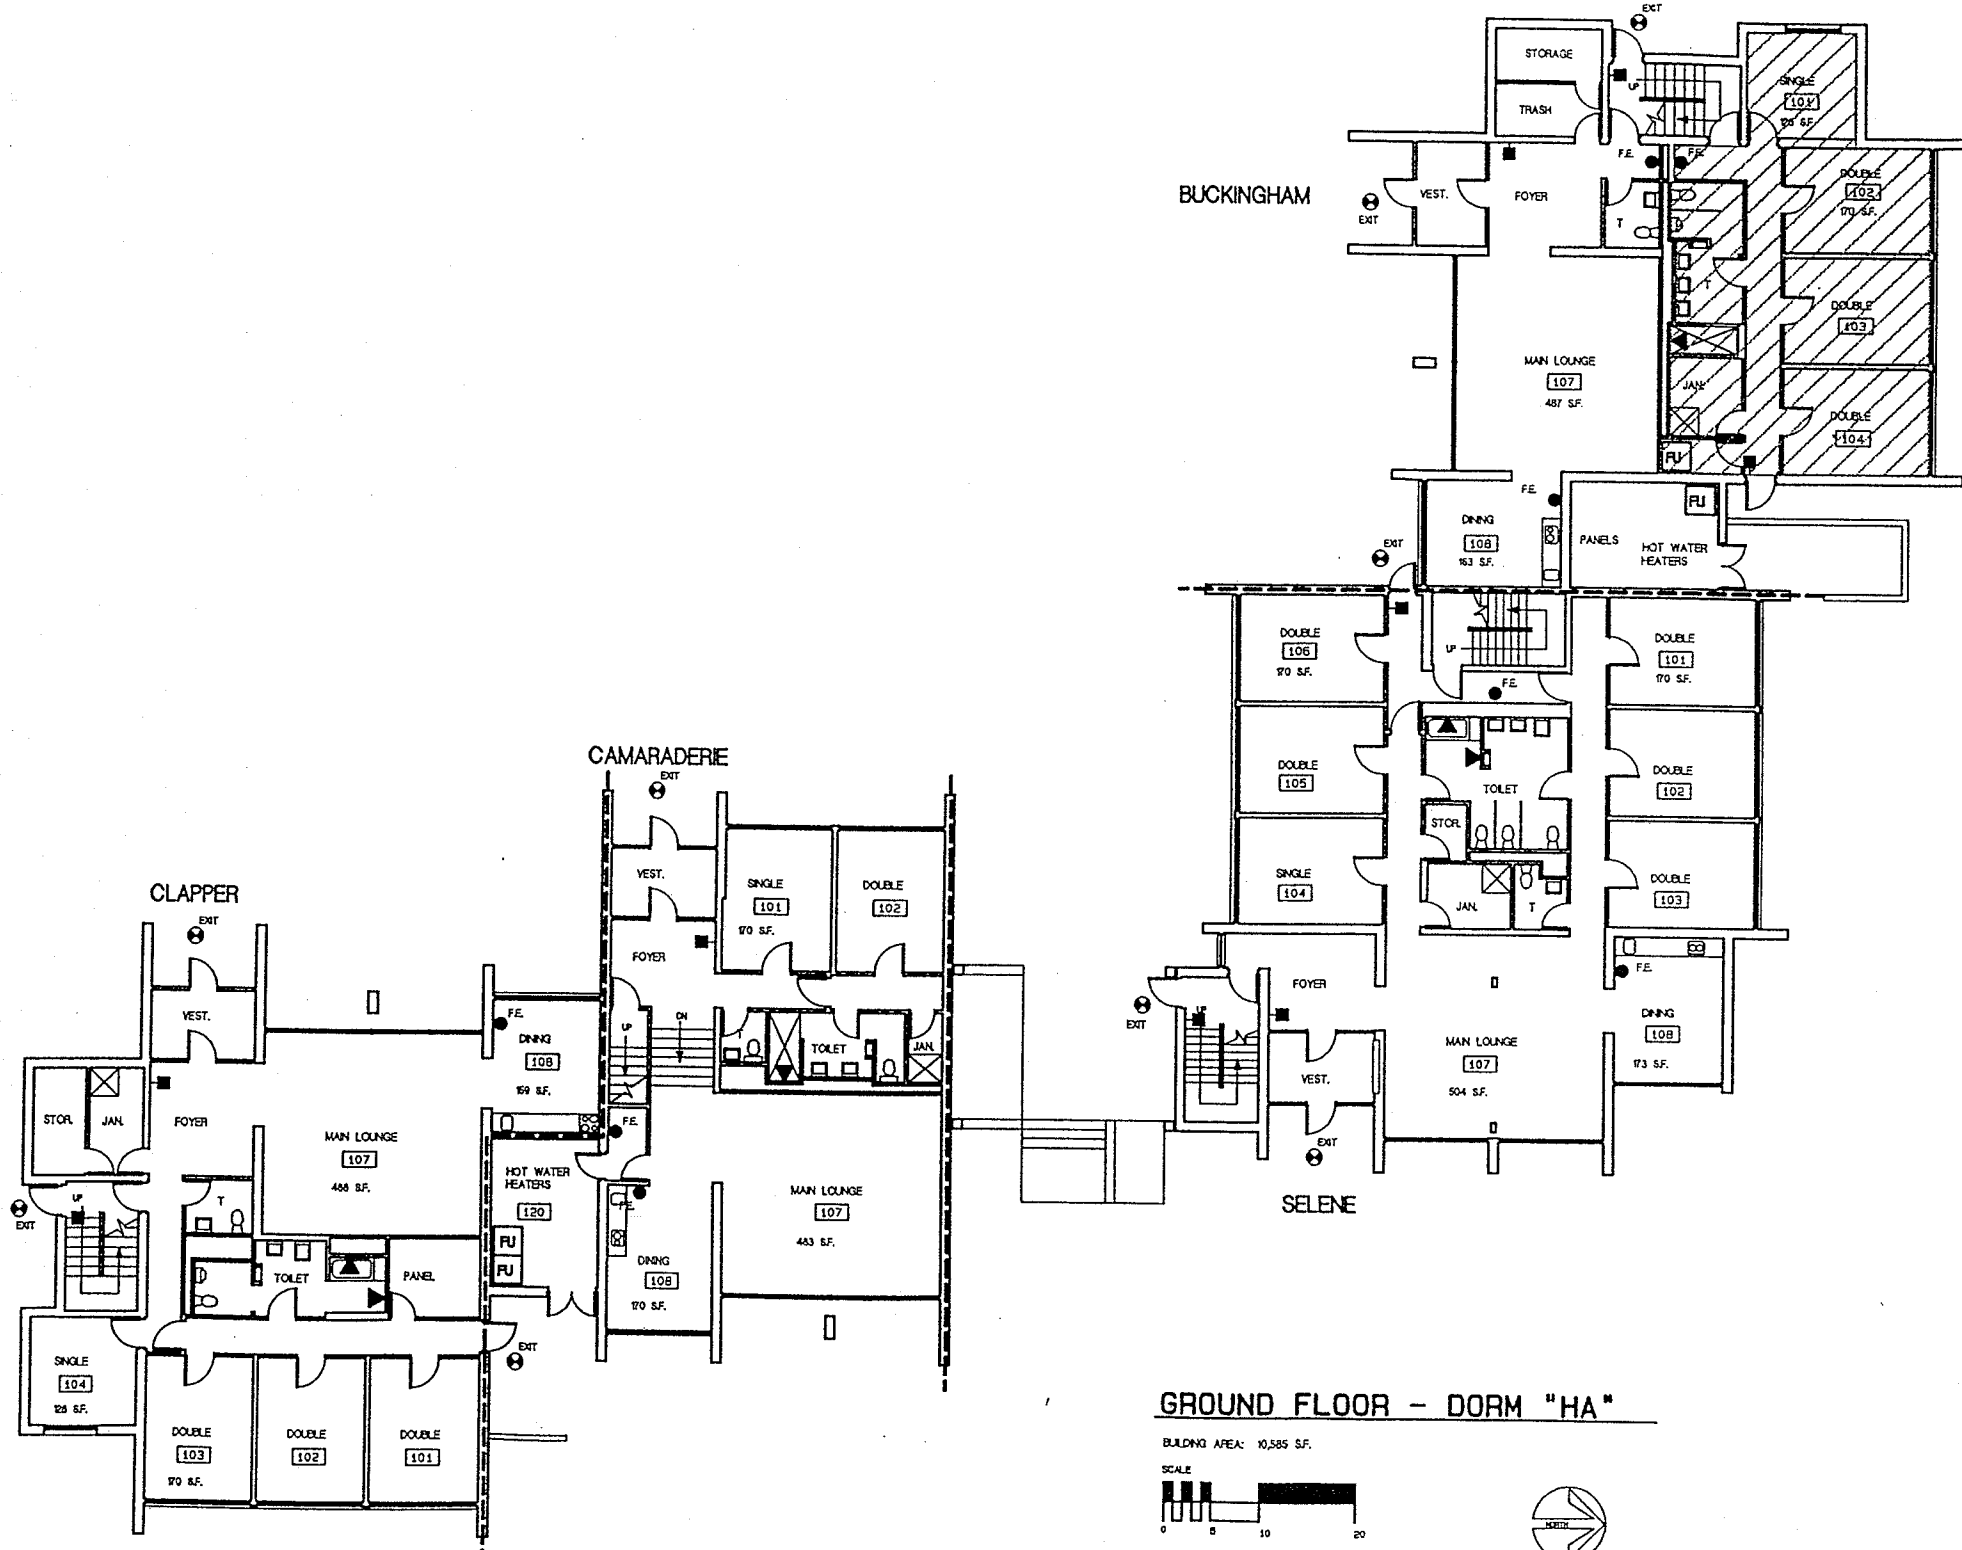 EXIT
STORAGE
UP
SINGLE
101
125 S.F.
TRASH
F.E.
F.E.
DOUBLE
102
170 S.F.
BUCKINGHAM
VEST.
FOYER
EXIT
T
T
DOUBLE
103
MAIN LOUNGE
107
487 S.F.
JAN.
DOUBLE
104
FU
F.E.
FU
DINING
108
163 S.F.
PANELS
HOT WATER
HEATERS
EXIT
DOUBLE
106
170 S.F.
UP
F.E.
DOUBLE
101
170 S.F.
DOUBLE
105
TOILET
DOUBLE
102
STOR.
SINGLE
104
JAN.
T
DOUBLE
103
F.E.
FOYER
UP
EXIT
DINING
108
173 S.F.
MAIN LOUNGE
107
504 S.F.
VEST.
EXIT
SELENE
CAMARADERIE
EXIT
VEST.
SINGLE
101
170 S.F.
DOUBLE
102
FOYER
UP
DN
T
TOILET
JAN.
F.E.
MAIN LOUNGE
107
483 S.F.
F.E.
DINING
108
170 S.F.
CLAPPER
EXIT
VEST.
F.E.
DINING
108
159 S.F.
STOR.
JAN.
FOYER
MAIN LOUNGE
107
488 S.F.
HOT WATER
HEATERS
120
FU
FU
UP
EXIT
T
TOILET
PANEL
EXIT
SINGLE
104
125 S.F.
DOUBLE
103
170 S.F.
DOUBLE
102
DOUBLE
101
GROUND FLOOR - DORM "HA"
BUILDING AREA: 10,585 S.F.
SCALE
0 5 10 20
NORTH